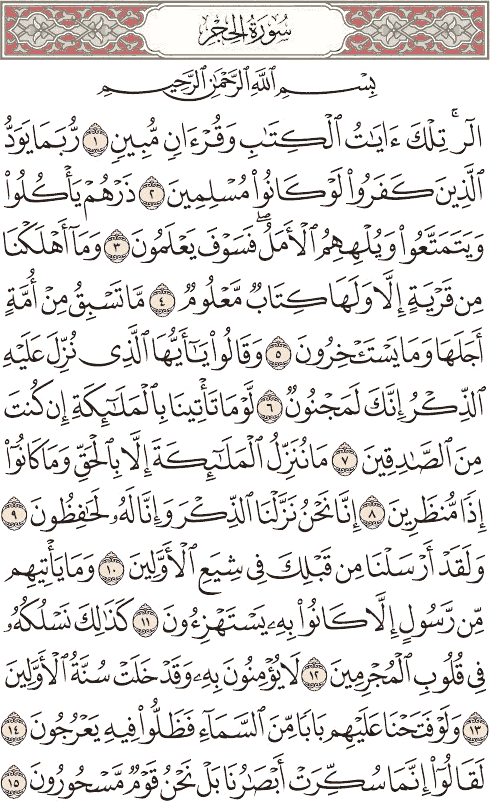 سُورَةُ الحِجْرِ
بِسْمِ اللَّهِ الرَّحْمَٰنِ الرَّحِيمِ
الٓرۚ تِلْكَ ءَايَٰتُ ٱلْكِتَٰبِ وَقُرْءَانٍ مُّبِينٍ ١ رُّبَمَا يَوَدُّ
ٱلَّذِينَ كَفَرُوا۟ لَوْ كَانُوا۟ مُسْلِمِينَ ٢ ذَرْهُمْ يَأْكُلُوا۟
وَيَتَمَتَّعُوا۟ وَيُلْهِهِمُ ٱلْأَمَلُۖ فَسَوْفَ يَعْلَمُونَ ٣ وَمَآ أَهْلَكْنَا
مِن قَرْيَةٍ إِلَّا وَلَهَا كِتَابٌ مَّعْلُومٌ ٤ مَّا تَسْبِقُ مِنْ أُمَّةٍ
أَجَلَهَا وَمَا يَسْتَـْٔخِرُونَ ٥ وَقَالُوا۟ يَٰٓأَيُّهَا ٱلَّذِى نُزِّلَ عَلَيْهِ
ٱلذِّكْرُ إِنَّكَ لَمَجْنُونٌ ٦ لَّوْ مَا تَأْتِينَا بِٱلْمَلَٰٓئِكَةِ إِن كُنتَ
مِنَ ٱلصَّٰدِقِينَ ٧ مَا نُنَزِّلُ ٱلْمَلَٰٓئِكَةَ إِلَّا بِٱلْحَقِّ وَمَا كَانُوٓا۟
إِذًا مُّنظَرِينَ ٨ إِنَّا نَحْنُ نَزَّلْنَا ٱلذِّكْرَ وَإِنَّا لَهُۥ لَحَٰفِظُونَ ٩
وَلَقَدْ أَرْسَلْنَا مِن قَبْلِكَ فِى شِيَعِ ٱلْأَوَّلِينَ ١٠ وَمَا يَأْتِيهِم
مِّن رَّسُولٍ إِلَّا كَانُوا۟ بِهِۦ يَسْتَهْزِءُونَ ١١ كَذَٰلِكَ نَسْلُكُهُۥ
فِى قُلُوبِ ٱلْمُجْرِمِينَ ١٢ لَا يُؤْمِنُونَ بِهِۦ وَقَدْ خَلَتْ سُنَّةُ ٱلْأَوَّلِينَ
١٣ وَلَوْ فَتَحْنَا عَلَيْهِم بَابًا مِّنَ ٱلسَّمَآءِ فَظَلُّوا۟ فِيهِ يَعْرُجُونَ ١٤
لَقَالُوٓا۟ إِنَّمَا سُكِّرَتْ أَبْصَٰرُنَا بَلْ نَحْنُ قَوْمٌ مَّسْحُورُونَ ١٥